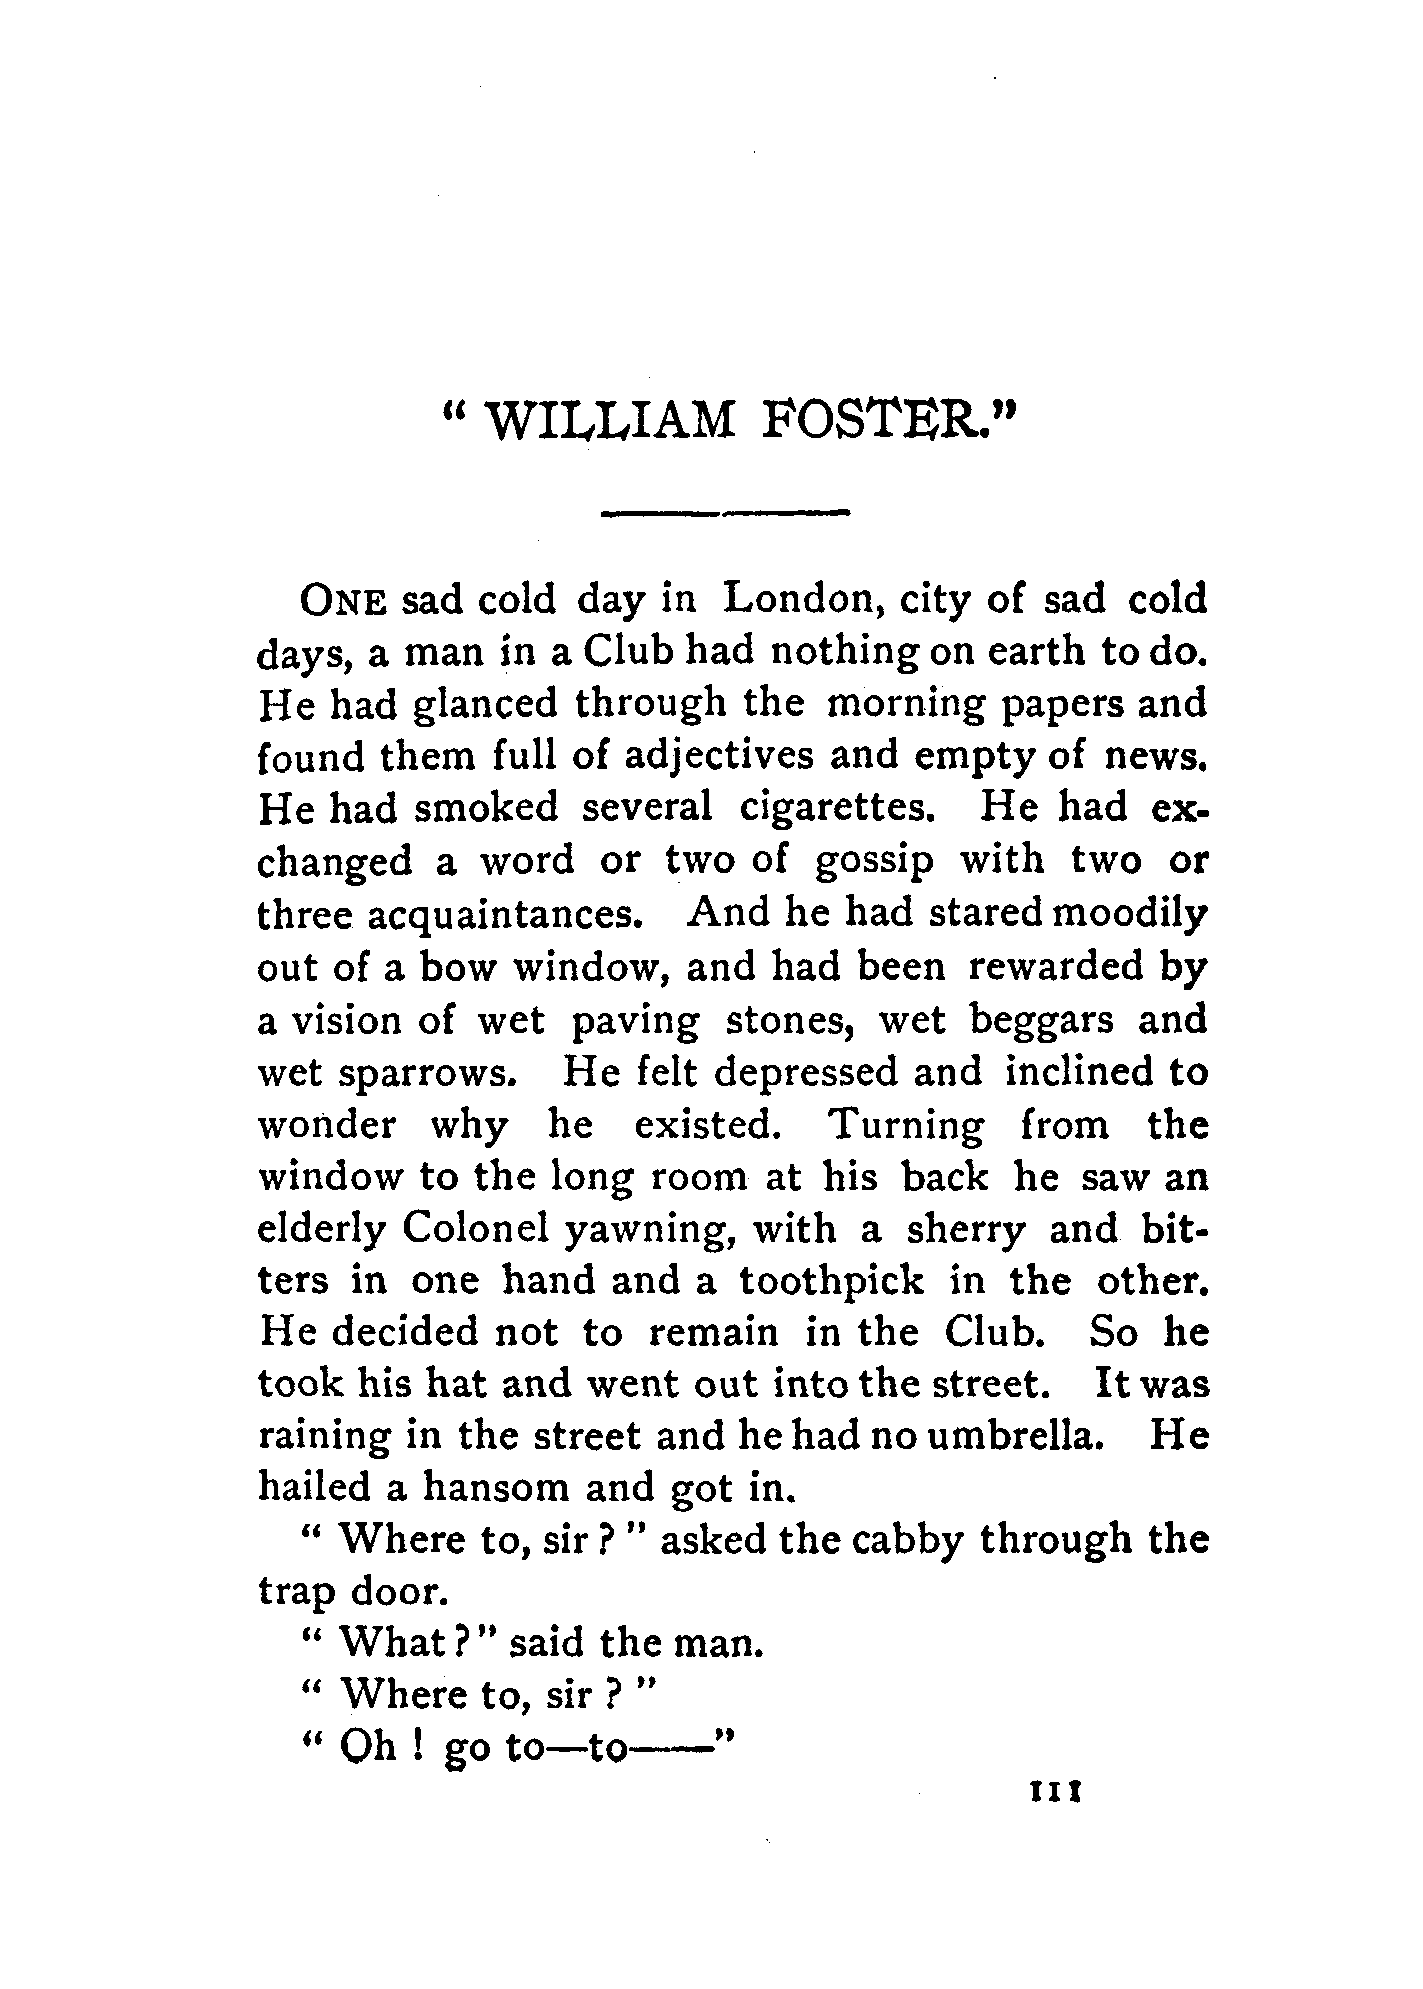 “ WILLIAM FOSTER.”
ONE sad cold day in London, city of sad cold
days, a man in a Club had nothing on earth to do.
He had glanced through the morning papers and
found them full of adjectives and empty of news.
He had smoked several cigarettes. He had ex-
changed a word or two of gossip with two or
three acquaintances. And he had stared moodily
out of a bow window, and had been rewarded by
a vision of wet paving stones, wet beggars and
wet sparrows. He felt depressed and inclined to
wonder why he existed. Turning from the
window to the long room at his back he saw an
elderly Colonel yawning, with a sherry and bit-
ters in one hand and a toothpick in the other.
He decided not to remain in the Club. So he
took his hat and went out into the street. It was
raining in the street and he had no umbrella. He
hailed a hansom and got in.
“ Where to, sir ? ” asked the cabby through the
trap door.
“ What ? ” said the man.
“ Where to, sir ? ”
“ Oh ! go to—to——”
111